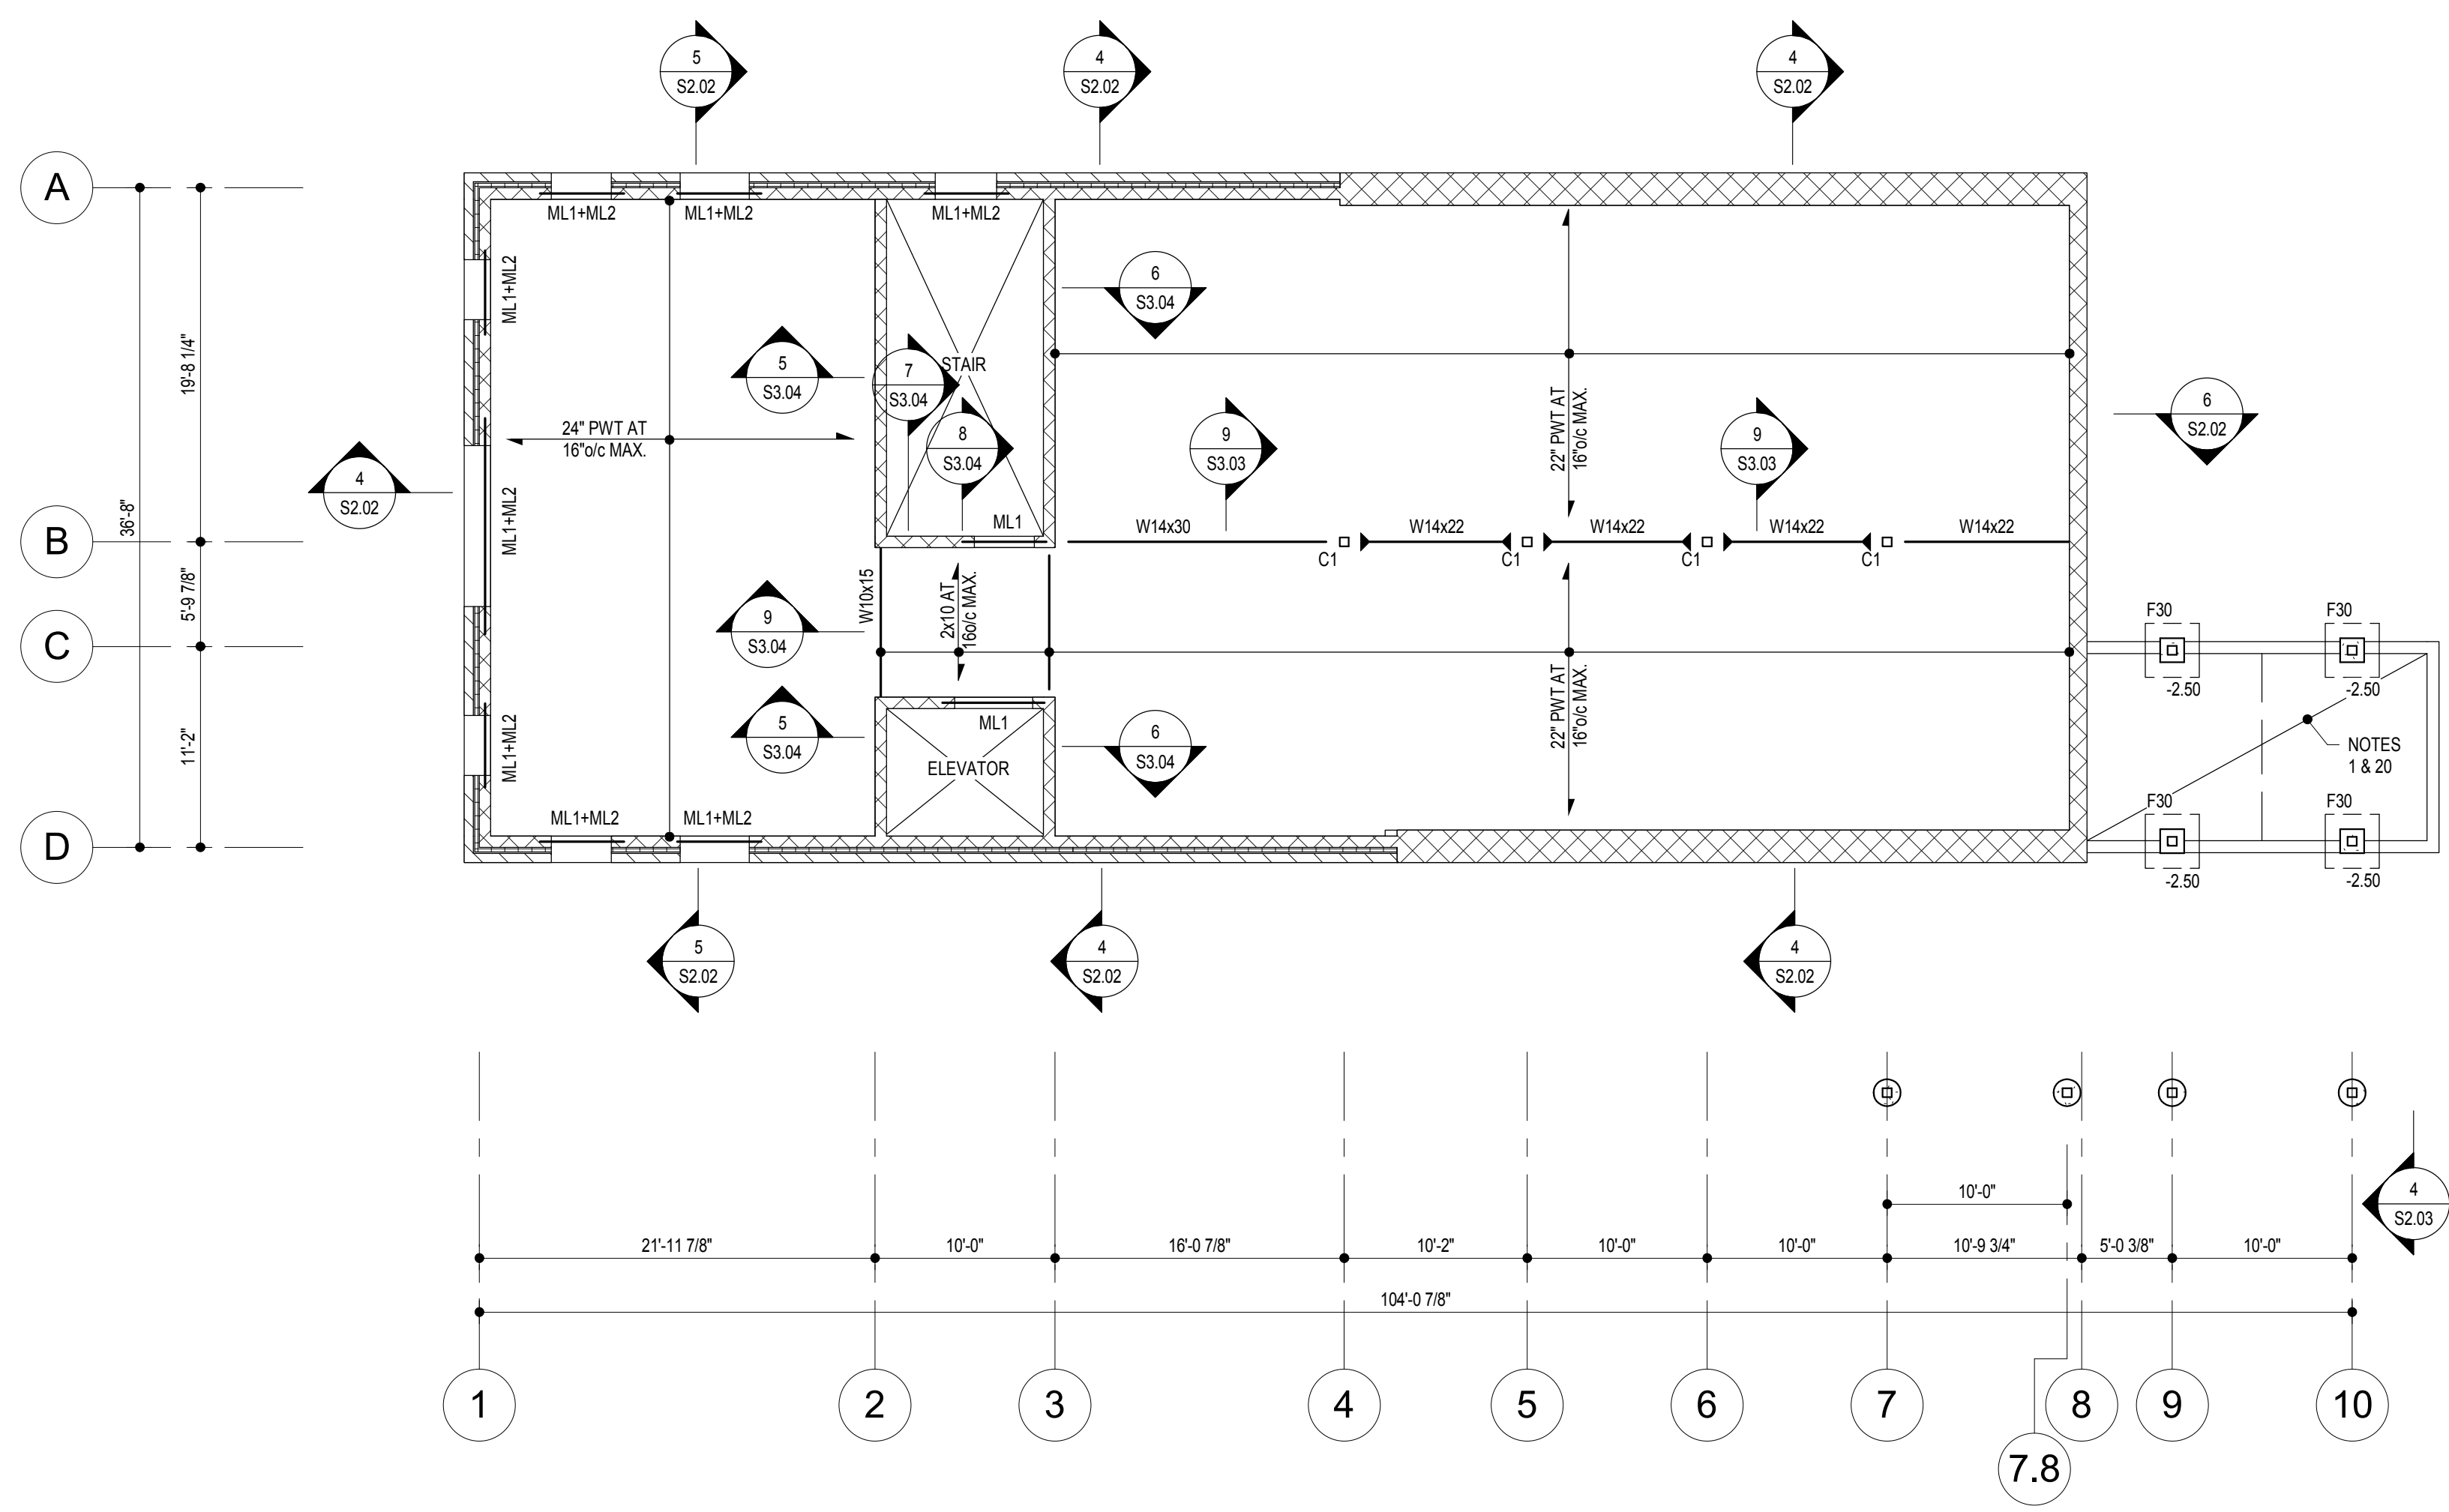 5
S2.02
4
S2.02
4
S2.02
A
ML1+ML2
ML1+ML2
ML1+ML2
ML1+ML2
6
S3.04
19'-8 1/4"
5
S3.04
7
S3.04
STAIR
22" PWT AT
16"o/c MAX.
6
S2.02
24" PWT AT
16"o/c MAX.
8
S3.04
9
S3.03
9
S3.03
4
S2.02
36'-8"
ML1+ML2
B
ML1
W14x30
W14x22
W14x22
W14x22
W14x22
C1
C1
C1
C1
5'-9 7/8"
W10x15
2x10 AT
16o/c MAX.
9
S3.04
C
F30
F30
-2.50
-2.50
11'-2"
ML1+ML2
5
S3.04
ML1
6
S3.04
22" PWT AT
16"o/c MAX.
NOTES
1 & 20
ELEVATOR
F30
F30
ML1+ML2
ML1+ML2
D
-2.50
-2.50
5
S2.02
4
S2.02
4
S2.02
10'-0"
4
S2.03
21'-11 7/8"
10'-0"
16'-0 7/8"
10'-2"
10'-0"
10'-0"
10'-9 3/4"
5'-0 3/8"
10'-0"
104'-0 7/8"
1
2
3
4
5
6
7
8
9
10
7.8